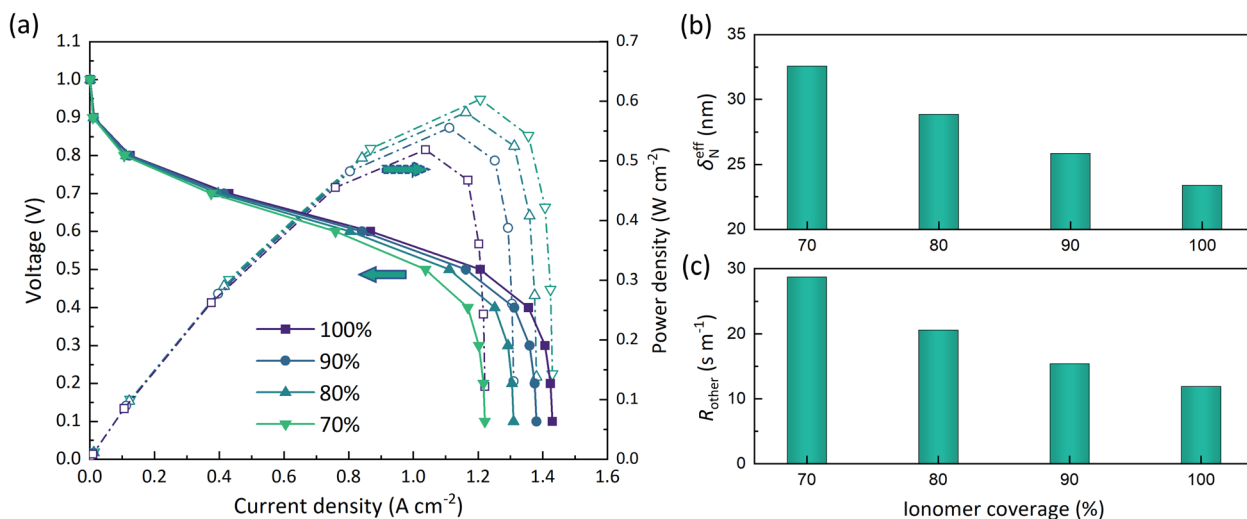 (a)
1.1
1.0
0.9
0.8
0.7
0.6
0.5
0.4
0.3
0.2
0.1
0.0
Voltage (V)
0.0 0.2 0.4 0.6 0.8 1.0 1.2 1.4 1.6
Current density (A cm⁻²)
0.7
0.6
0.5
0.4
0.3
0.2
0.1
0.0
Power density (W cm⁻²)
100%
90%
80%
70%
(b)
35
30
25
20
δ_N^eff (nm)
70 80 90 100
(c)
30
20
10
0
R_other (s m⁻¹)
70 80 90 100
Ionomer coverage (%)